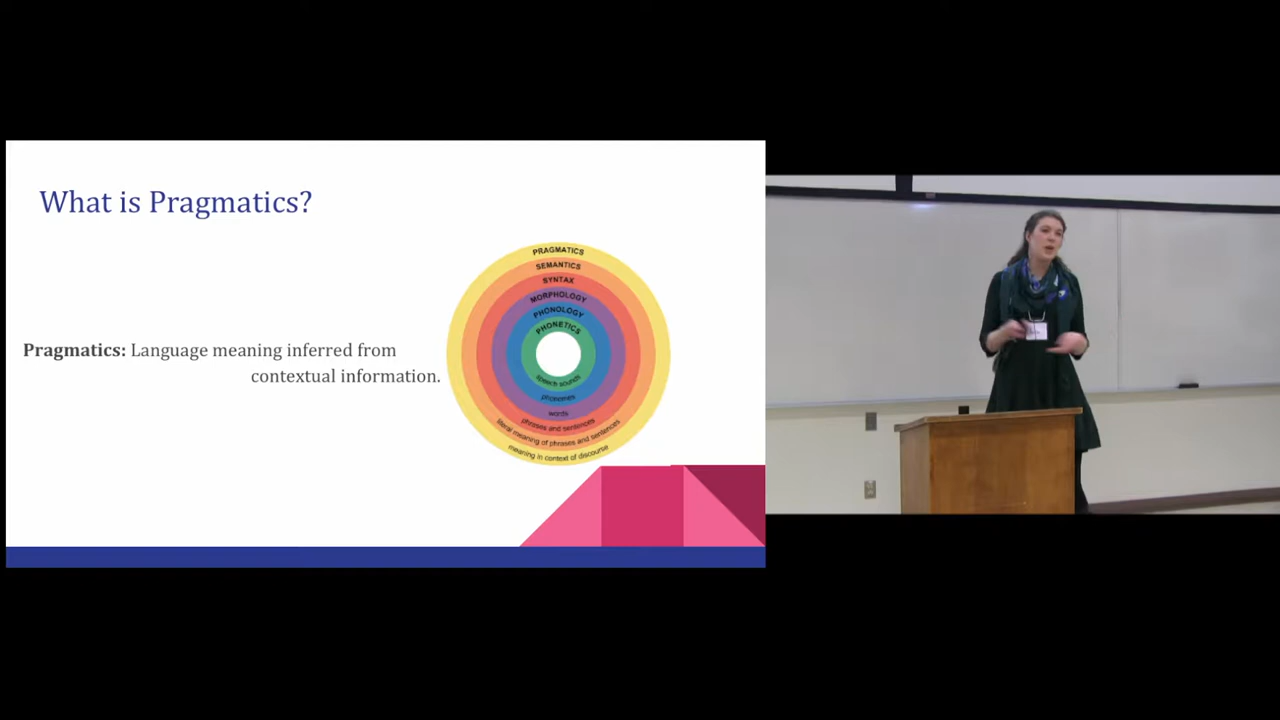 What is Pragmatics?
Pragmatics: Language meaning inferred from
contextual information.
PRAGMATICS
SEMANTICS
SYNTAX
MORPHOLOGY
PHONOLOGY
PHONETICS
speech sounds
phonemes
words
phrases and sentences
literal meaning of phrases and sentences
meaning in context of discourse